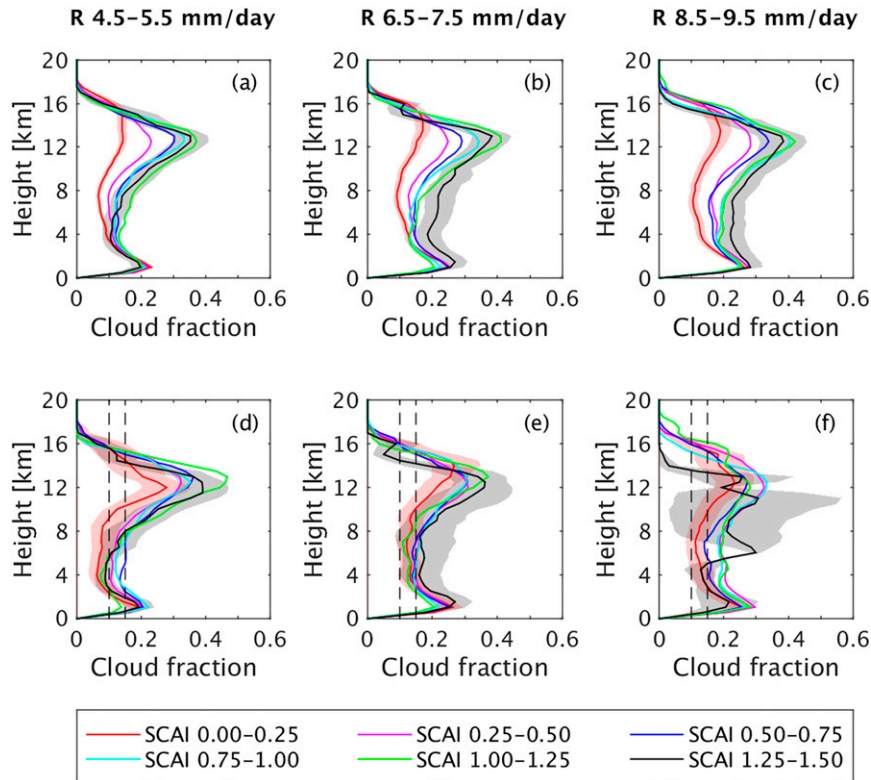 R 4.5–5.5 mm/day R 6.5–7.5 mm/day R 8.5–9.5 mm/day
20 20 20
(a) (b) (c)
16 16 16
12 12 12
8 8 8
4 4 4
0 0 0
Height [km] Height [km] Height [km]
0 0.2 0.4 0.6 0 0.2 0.4 0.6 0 0.2 0.4 0.6
Cloud fraction Cloud fraction Cloud fraction
20 20 20
(d) (e) (f)
16 16 16
12 12 12
8 8 8
4 4 4
0 0 0
Height [km] Height [km] Height [km]
0 0.2 0.4 0.6 0 0.2 0.4 0.6 0 0.2 0.4 0.6
Cloud fraction Cloud fraction Cloud fraction
SCAI 0.00–0.25 SCAI 0.25–0.50 SCAI 0.50–0.75
SCAI 0.75–1.00 SCAI 1.00–1.25 SCAI 1.25–1.50